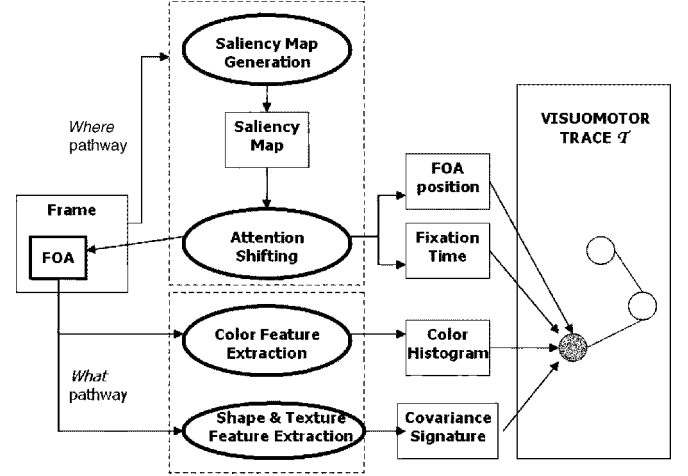 Saliency Map
Generation
Where
pathway
Saliency
Map
VISUOMOTOR
TRACE 𝒯
FOA
position
Frame
FOA
Attention
Shifting
Fixation
Time
Color Feature
Extraction
Color
Histogram
What
pathway
Shape & Texture
Feature Extraction
Covariance
Signature